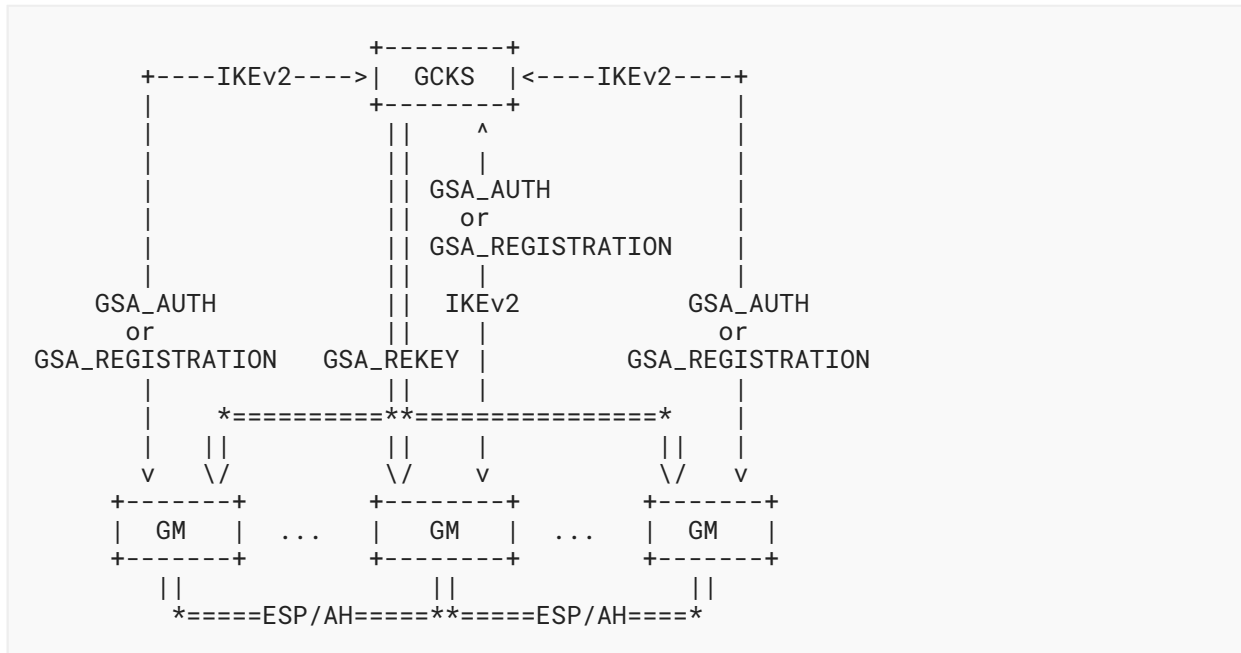 +--------+
+----IKEv2---->| GCKS |<----IKEv2----+
| +--------+ |
| || ^ |
| || | |
| || GSA_AUTH |
| || or |
| || GSA_REGISTRATION |
| || | |
GSA_AUTH || IKEv2 GSA_AUTH
or || | or
GSA_REGISTRATION GSA_REKEY | GSA_REGISTRATION
| || | |
| *==========**================* |
| || || | || |
v \/ \/ v \/ v
+-------+ +--------+ +-------+
| GM | ... | GM | ... | GM |
+-------+ +--------+ +-------+
|| || ||
*=====ESP/AH=====**=====ESP/AH====*